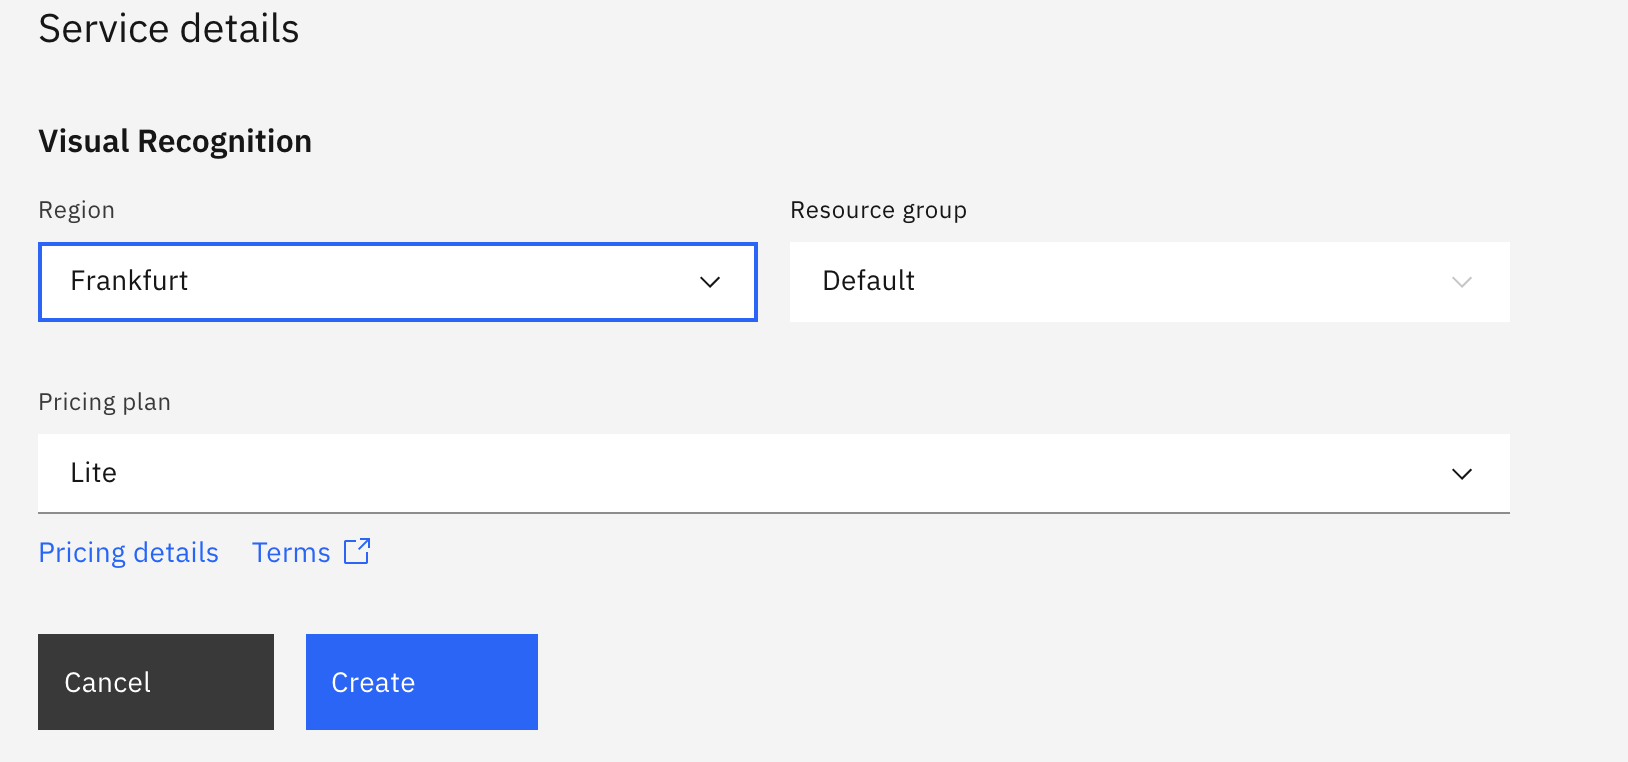 Service details
Visual Recognition
Region
Resource group
Frankfurt
Default
Pricing plan
Lite
Pricing details Terms
Cancel Create